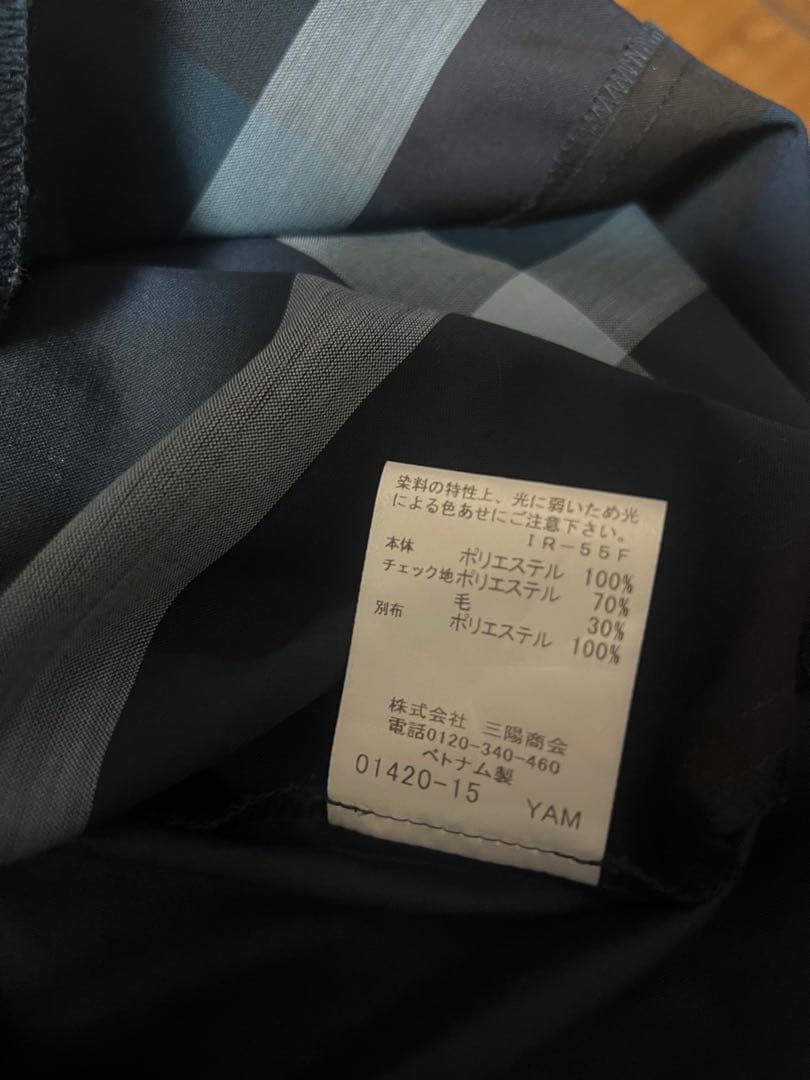 染料の特性上、光に弱いため光
による色あせにご注意下さい。
IR-55F
本体 ポリエステル 100%
チェック地 ポリエステル 70%
毛 30%
別布 ポリエステル 100%
株式会社 三陽商会
電話0120-340-460
ベトナム製
01420-15 YAM